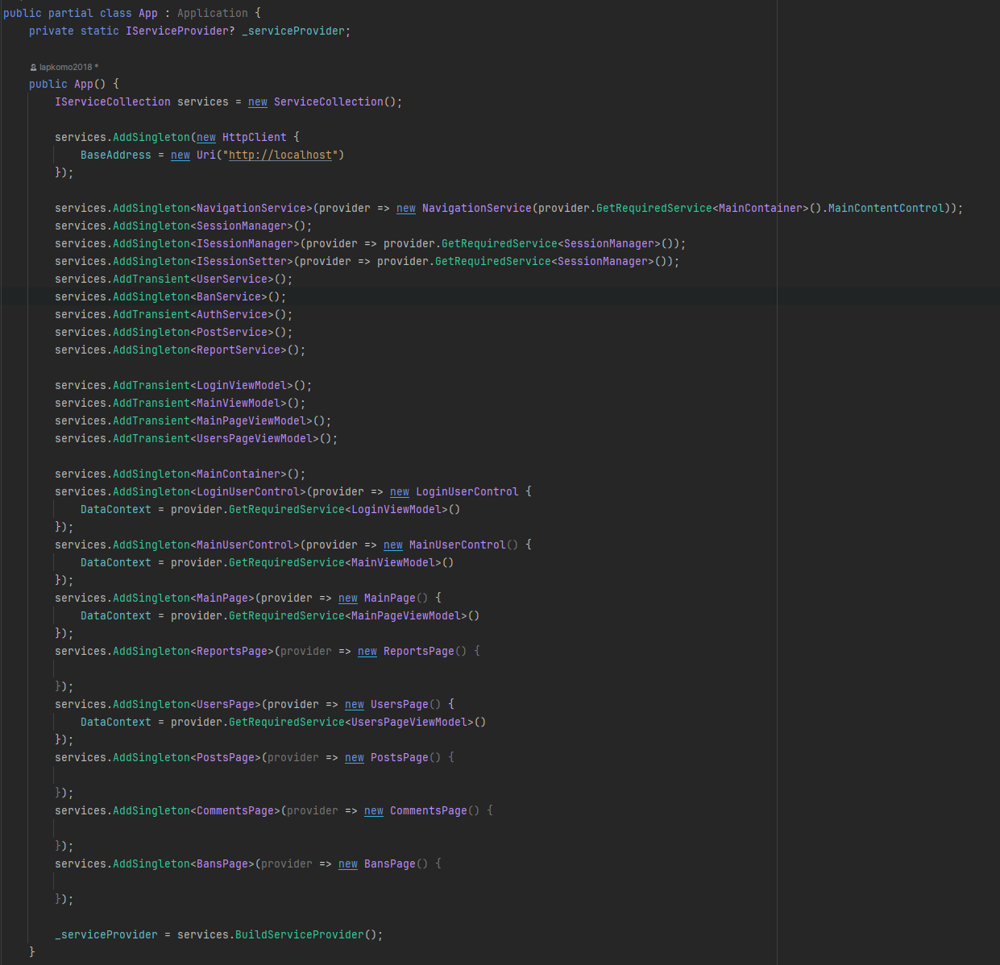 public partial class App : Application {
    private static IServiceProvider? _serviceProvider;

    lapkomo2018 *
    public App() {
        IServiceCollection services = new ServiceCollection();

        services.AddSingleton(new HttpClient {
            BaseAddress = new Uri("http://localhost")
        });

        services.AddSingleton<NavigationService>(provider => new NavigationService(provider.GetRequiredService<MainContainer>().MainContentControl));
        services.AddSingleton<SessionManager>();
        services.AddSingleton<ISessionManager>(provider => provider.GetRequiredService<SessionManager>());
        services.AddSingleton<ISessionSetter>(provider => provider.GetRequiredService<SessionManager>());
        services.AddTransient<UserService>();
        services.AddSingleton<BanService>();
        services.AddTransient<AuthService>();
        services.AddSingleton<PostService>();
        services.AddSingleton<ReportService>();

        services.AddTransient<LoginViewModel>();
        services.AddTransient<MainViewModel>();
        services.AddTransient<MainPageViewModel>();
        services.AddTransient<UsersPageViewModel>();

        services.AddSingleton<MainContainer>();
        services.AddSingleton<LoginUserControl>(provider => new LoginUserControl {
            DataContext = provider.GetRequiredService<LoginViewModel>()
        });
        services.AddSingleton<MainUserControl>(provider => new MainUserControl() {
            DataContext = provider.GetRequiredService<MainViewModel>()
        });
        services.AddSingleton<MainPage>(provider => new MainPage() {
            DataContext = provider.GetRequiredService<MainPageViewModel>()
        });
        services.AddSingleton<ReportsPage>(provider => new ReportsPage() {

        });
        services.AddSingleton<UsersPage>(provider => new UsersPage() {
            DataContext = provider.GetRequiredService<UsersPageViewModel>()
        });
        services.AddSingleton<PostsPage>(provider => new PostsPage() {

        });
        services.AddSingleton<CommentsPage>(provider => new CommentsPage() {

        });
        services.AddSingleton<BansPage>(provider => new BansPage() {

        });

        _serviceProvider = services.BuildServiceProvider();
    }